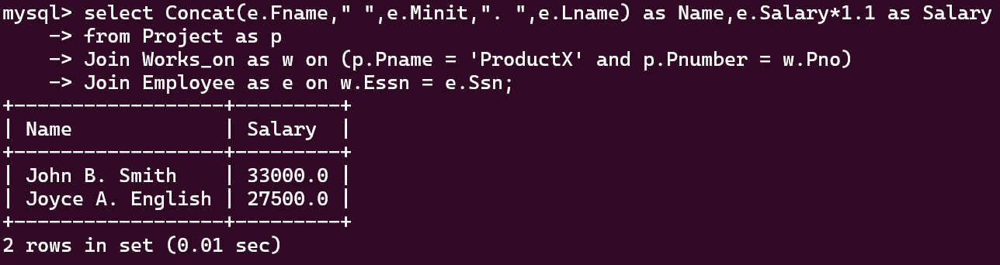 mysql> select Concat(e.Fname," ",e.Minit,". ",e.Lname) as Name,e.Salary*1.1 as Salary
    -> from Project as p
    -> Join Works_on as w on (p.Pname = 'ProductX' and p.Pnumber = w.Pno)
    -> Join Employee as e on w.Essn = e.Ssn;
+------------------+---------+
| Name             | Salary  |
+------------------+---------+
| John B. Smith    | 33000.0 |
| Joyce A. English | 27500.0 |
+------------------+---------+
2 rows in set (0.01 sec)